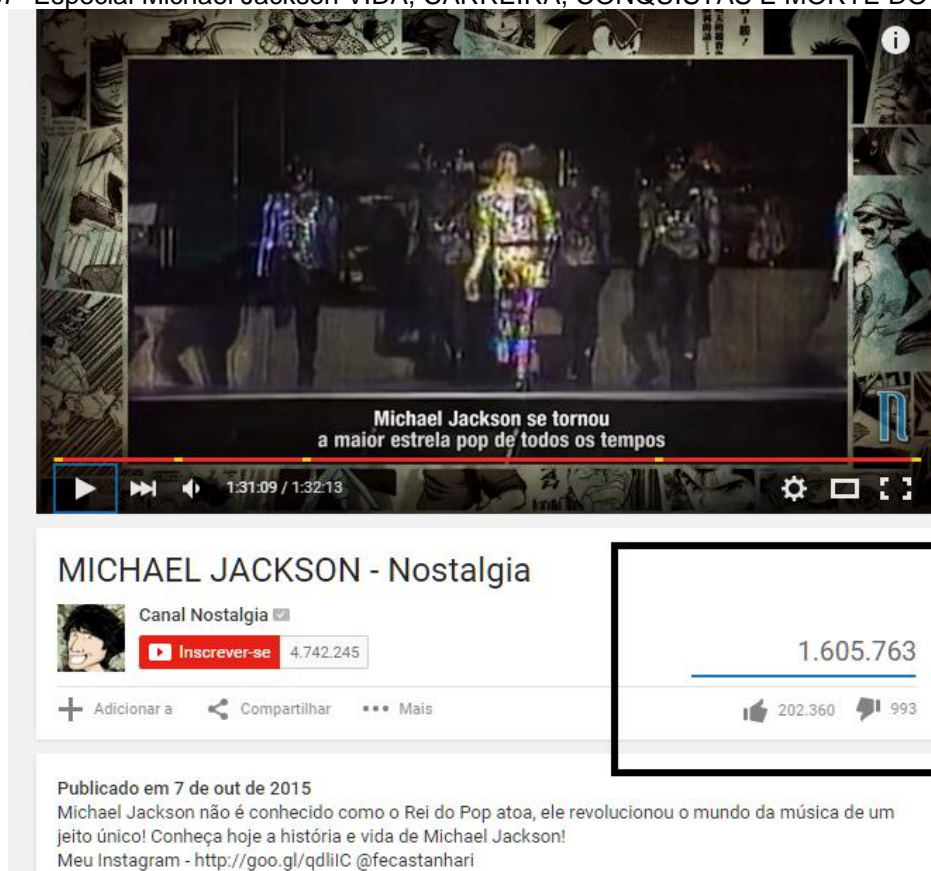 Especial Michael Jackson VIDA, CARREIRA, CONQUISTAS E MORTE DO
i
Michael Jackson se tornou
a maior estrela pop de todos os tempos
n
1:31:09 / 1:32:13
MICHAEL JACKSON - Nostalgia
Canal Nostalgia
Inscrever-se 4.742.245
1.605.763
Adicionar a Compartilhar Mais 202.360 993
Publicado em 7 de out de 2015
Michael Jackson não é conhecido como o Rei do Pop atoa, ele revolucionou o mundo da música de um
jeito único! Conheça hoje a história e vida de Michael Jackson!
Meu Instagram - http://goo.gl/qdliIC @fecastanhari